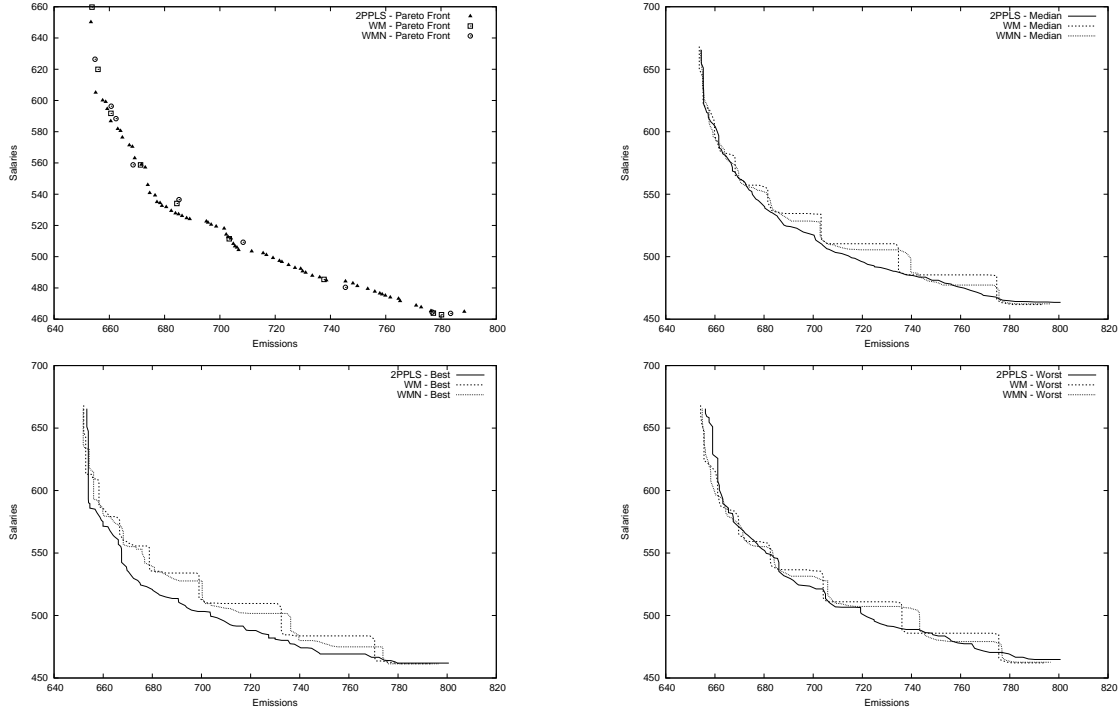 2PPLS - Pareto Front
WM - Pareto Front
WMN - Pareto Front
660
640
620
600
580
560
540
520
500
480
460
Salaries
640 660 680 700 720 740 760 780 800
Emissions
2PPLS - Median
WM - Median
WMN - Median
700
650
600
550
500
450
Salaries
640 660 680 700 720 740 760 780 800 820
Emissions
2PPLS - Best
WM - Best
WMN - Best
700
650
600
550
500
450
Salaries
640 660 680 700 720 740 760 780 800 820
Emissions
2PPLS - Worst
WM - Worst
WMN - Worst
700
650
600
550
500
450
Salaries
640 660 680 700 720 740 760 780 800 820
Emissions